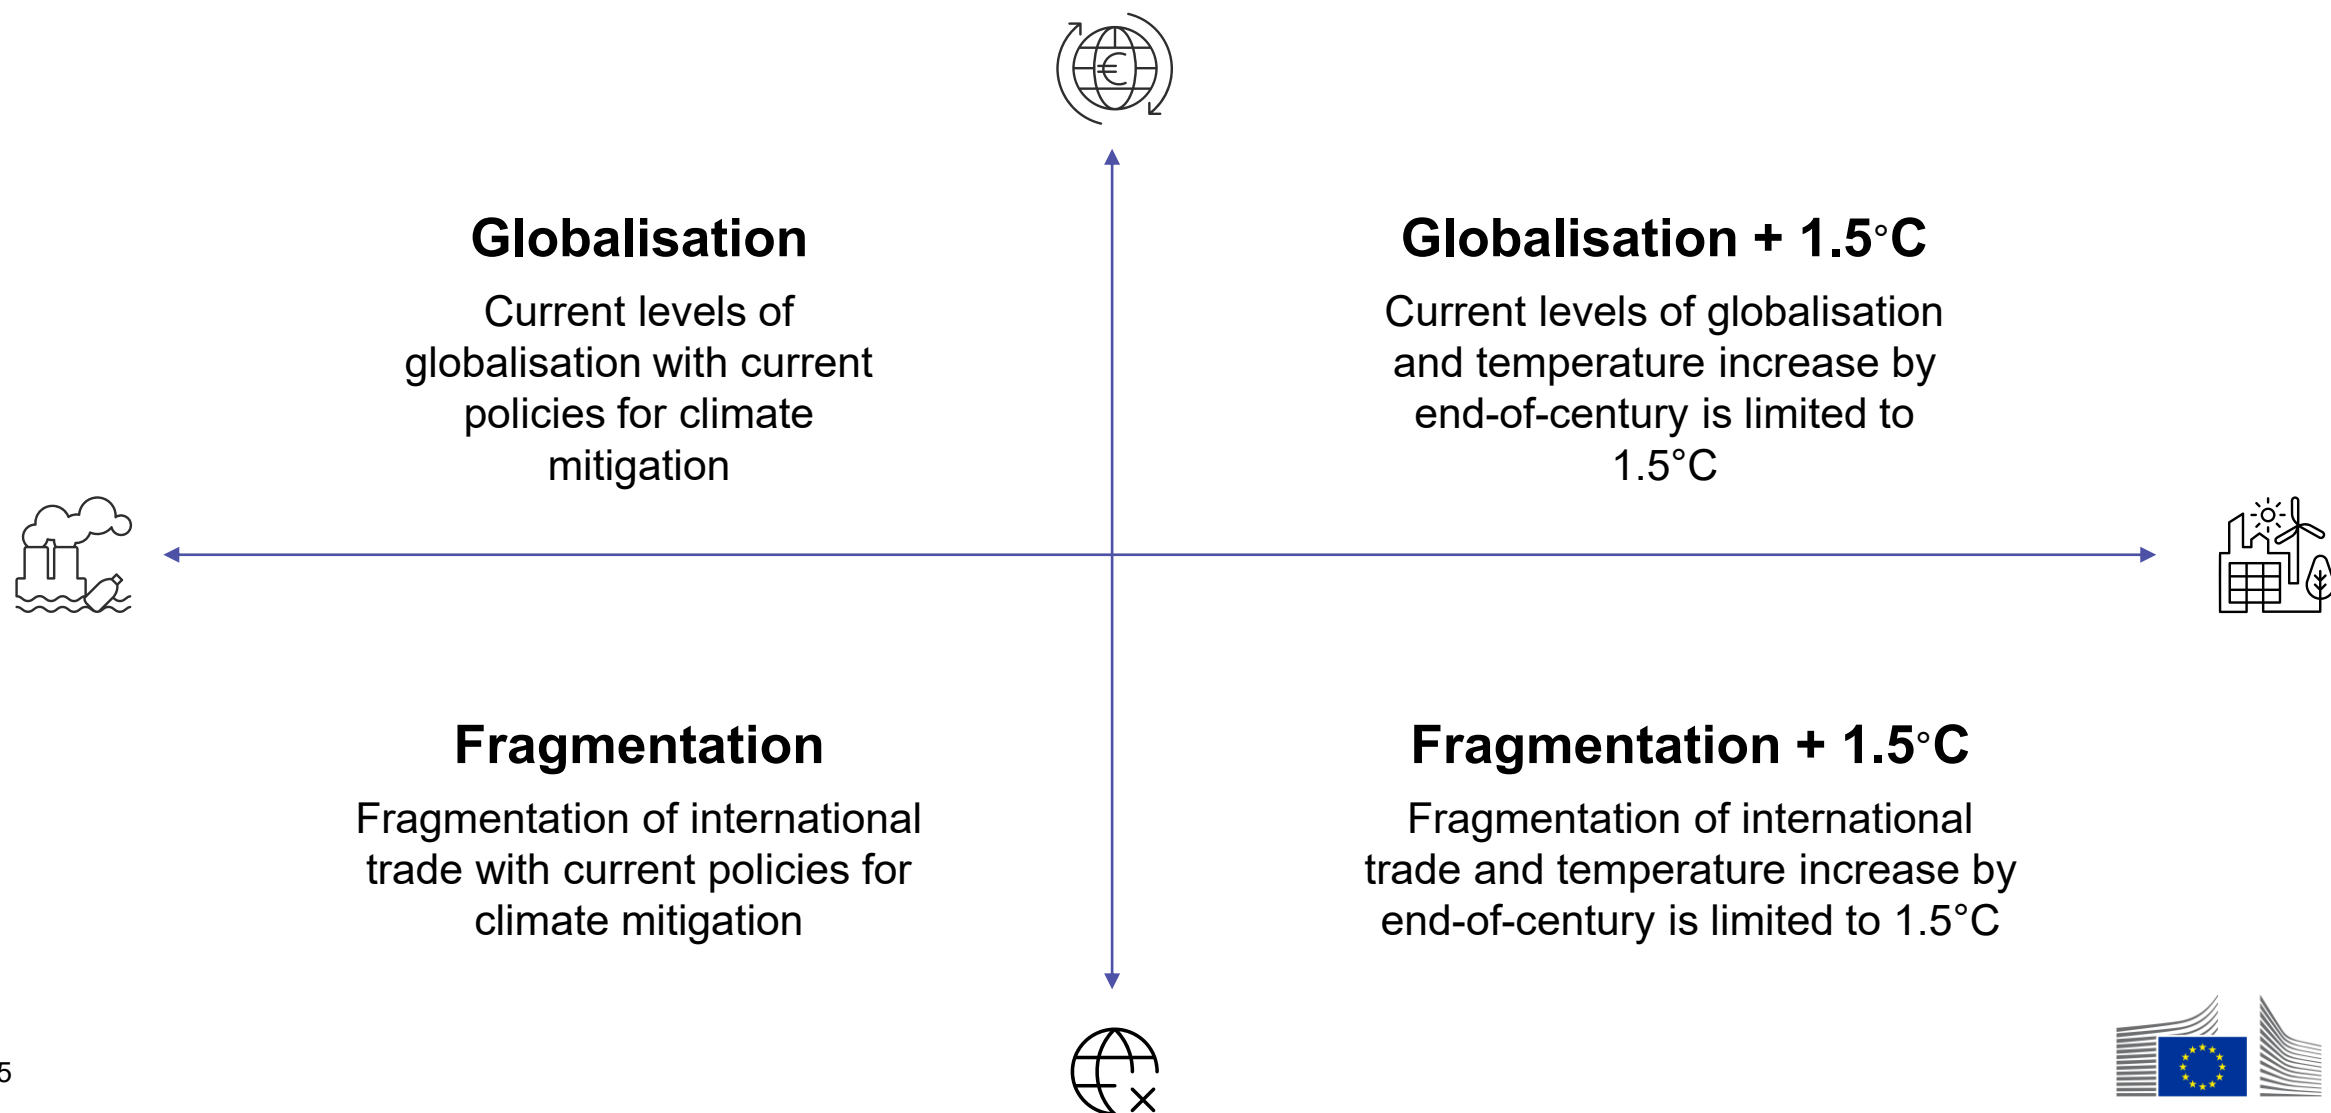 Globalisation
Current levels of
globalisation with current
policies for climate
mitigation
Globalisation + 1.5°C
Current levels of globalisation
and temperature increase by
end-of-century is limited to
1.5°C
Fragmentation
Fragmentation of international
trade with current policies for
climate mitigation
Fragmentation + 1.5°C
Fragmentation of international
trade and temperature increase by
end-of-century is limited to 1.5°C
5